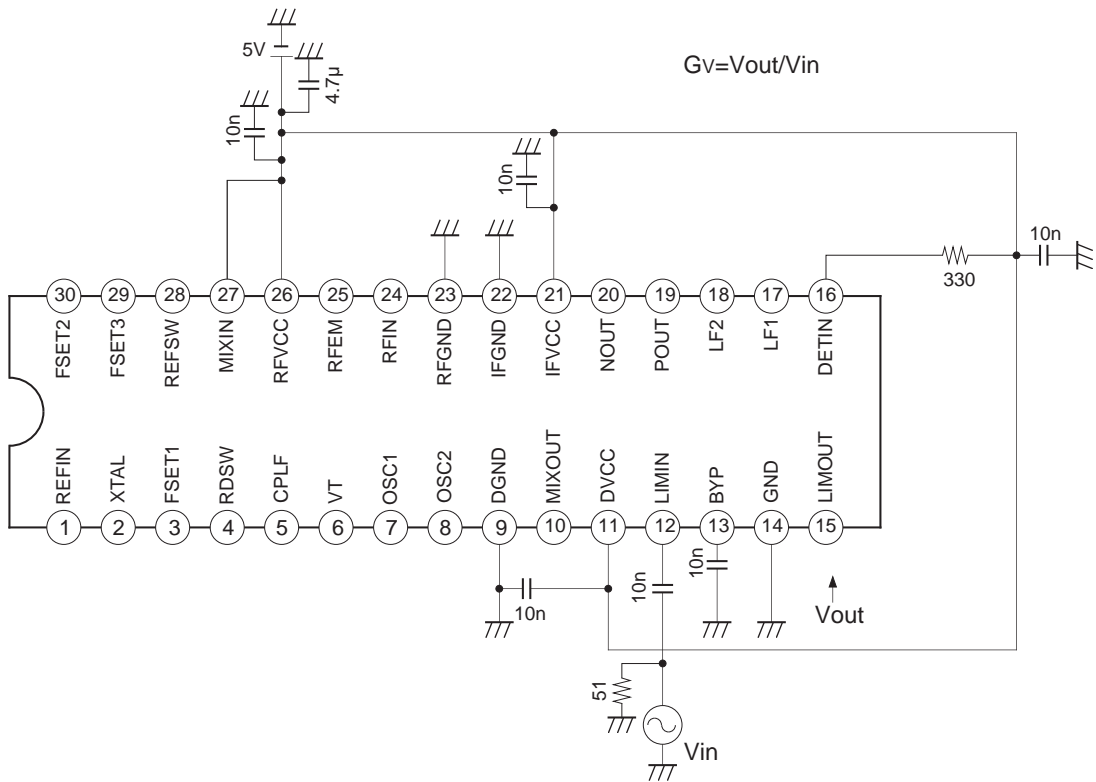 5V
4.7µ
GV=Vout/Vin
10n
10n
10n
330
30 29 28 27 26 25 24 23 22 21 20 19 18 17 16
FSET2 FSET3 REFSW MIXIN RFVCC RFEM RFIN RFGND IFGND IFVCC NOUT POUT LF2 LF1 DETIN
REFIN XTAL FSET1 RDSW CPLF VT OSC1 OSC2 DGND MIXOUT DVCC LIMIN BYP GND LIMOUT
1 2 3 4 5 6 7 8 9 10 11 12 13 14 15
10n
10n
10n
Vout
51
Vin